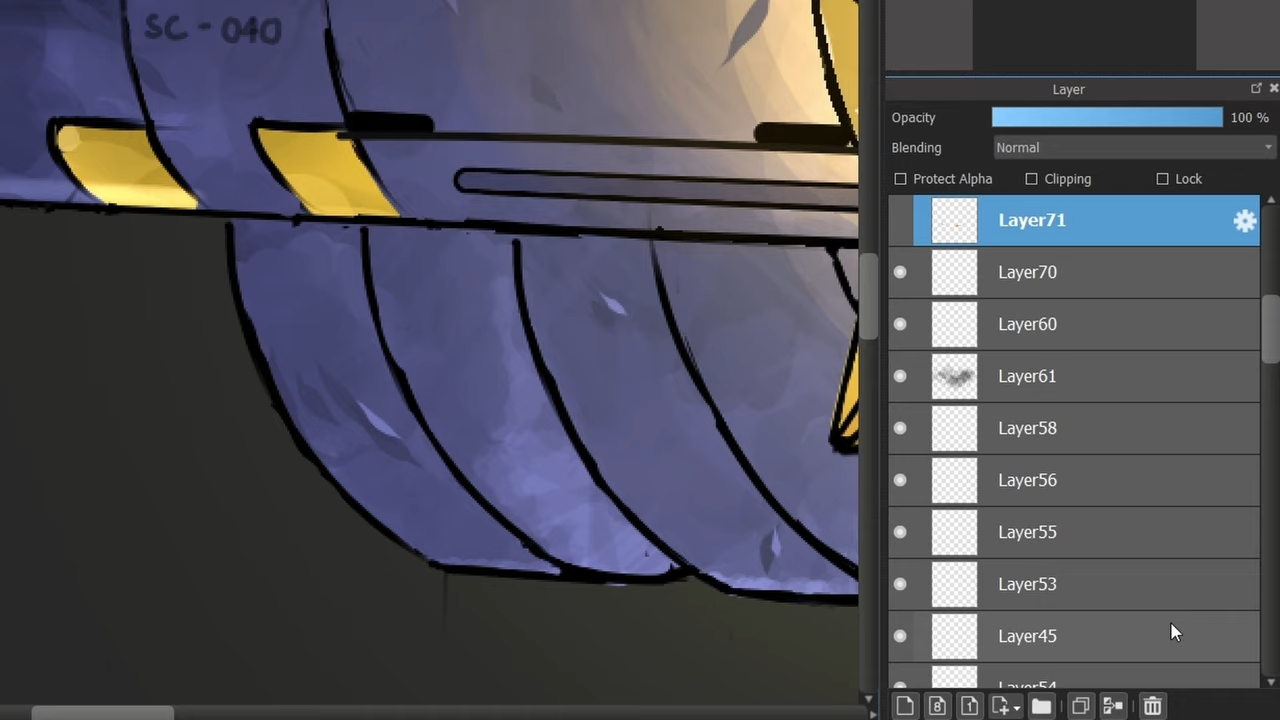 SC - 040
Layer
Opacity 100 %
Blending Normal
Protect Alpha Clipping Lock
Layer71
Layer70
Layer60
Layer61
Layer58
Layer56
Layer55
Layer53
Layer45
Layer54